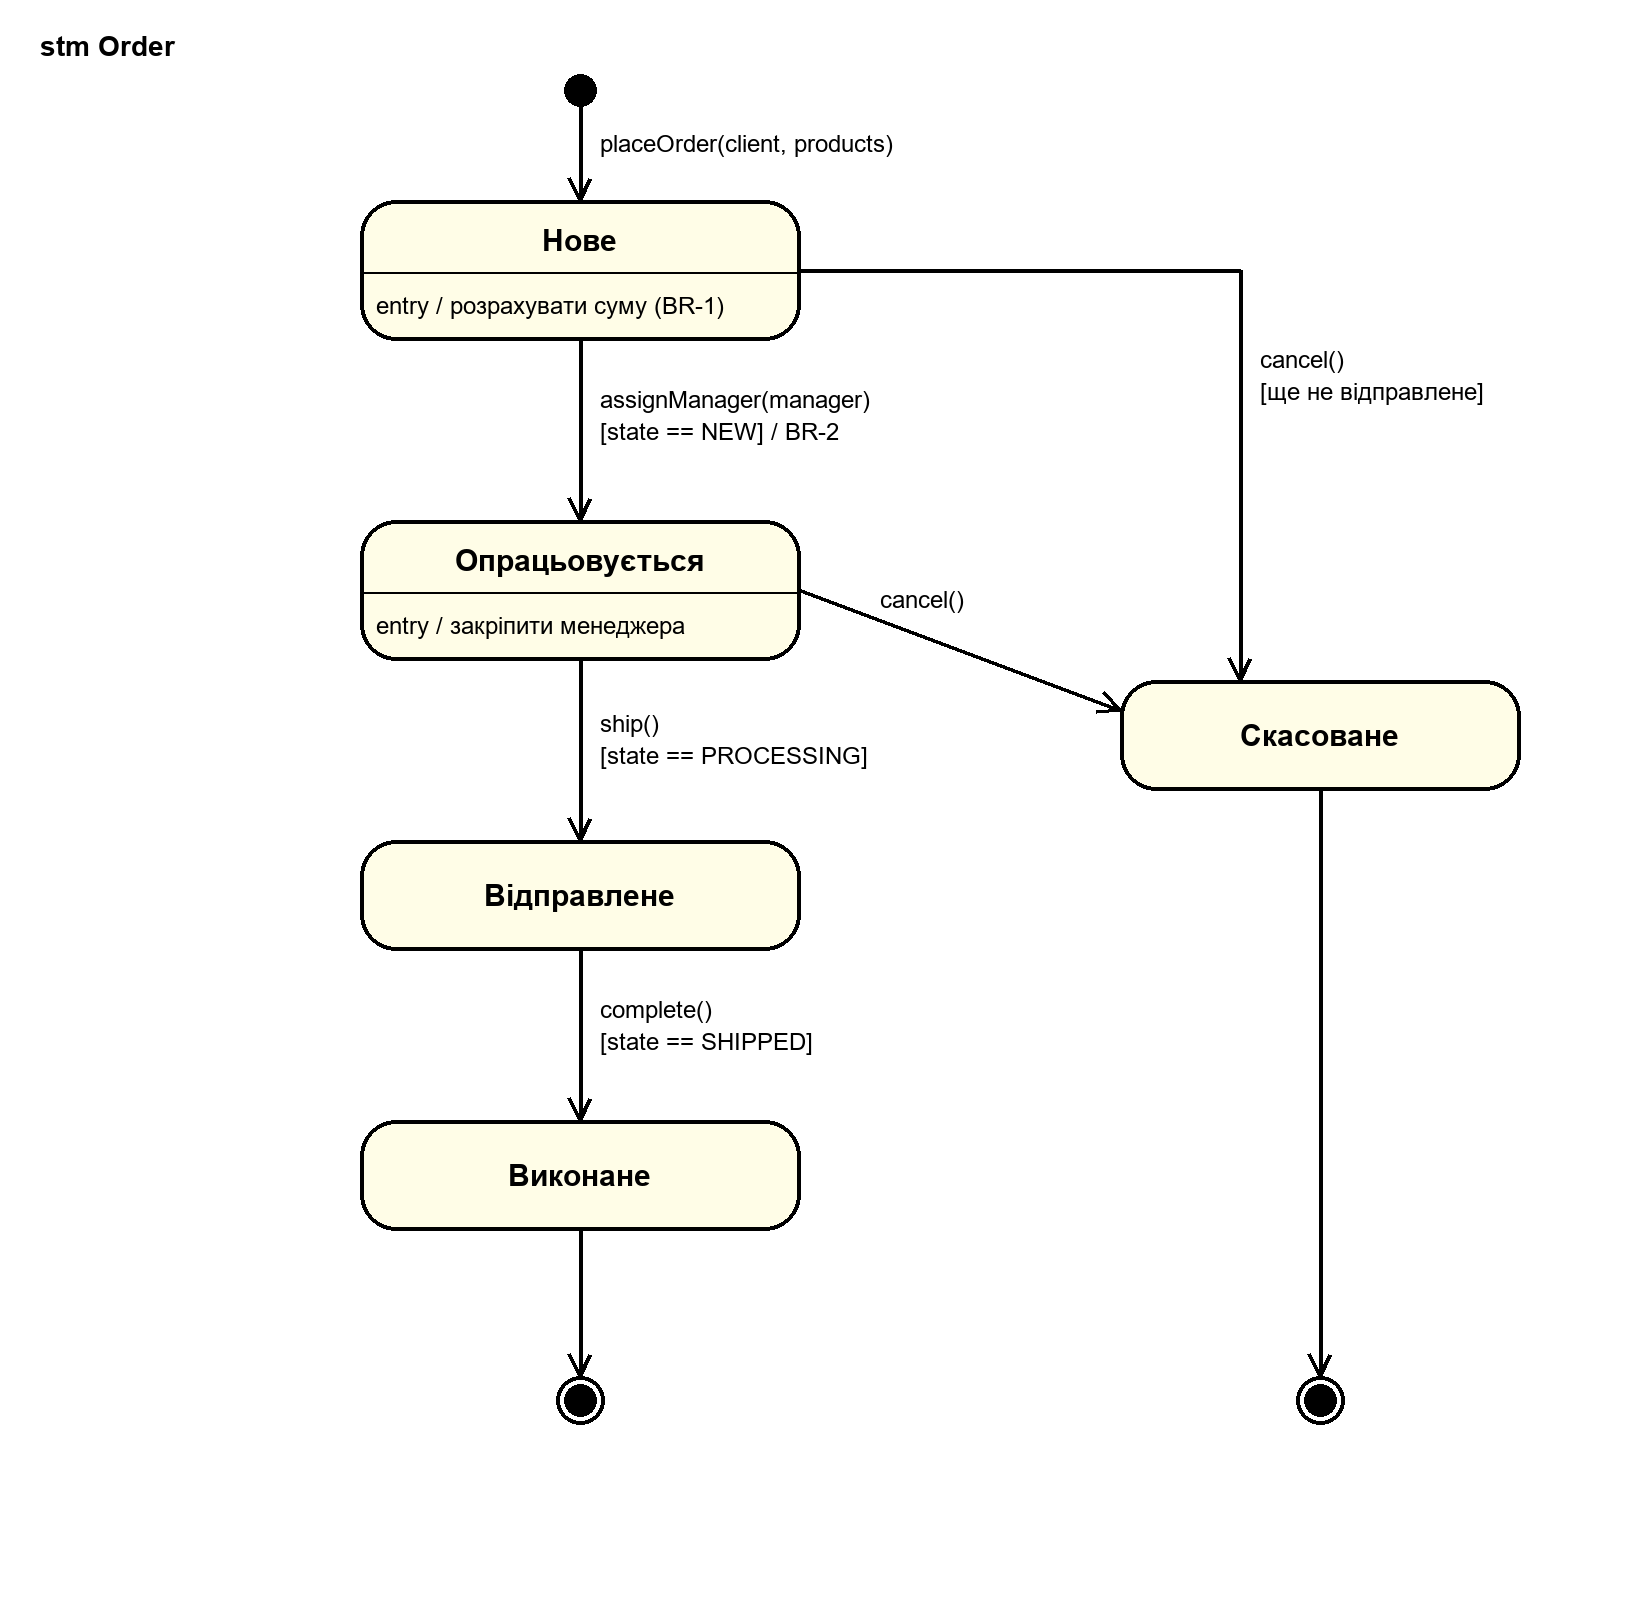 stm Order
placeOrder(client, products)
Нове
entry / розрахувати суму (BR-1)
cancel()
[ще не відправлене]
assignManager(manager)
[state == NEW] / BR-2
Опрацьовується
entry / закріпити менеджера
cancel()
ship()
[state == PROCESSING]
Скасоване
Відправлене
complete()
[state == SHIPPED]
Виконане